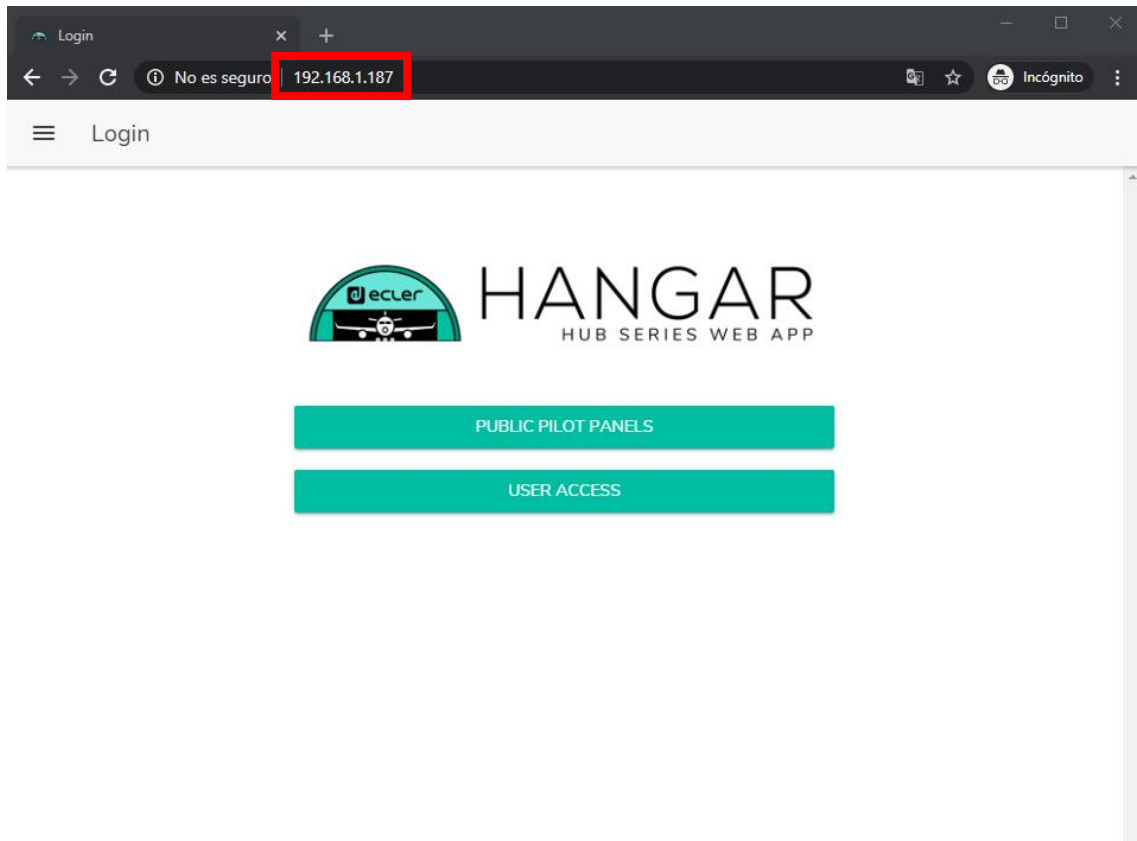 Login
No es seguro 192.168.1.187 Incógnito
Login
ecler
HANGAR
HUB SERIES WEB APP
PUBLIC PILOT PANELS
USER ACCESS